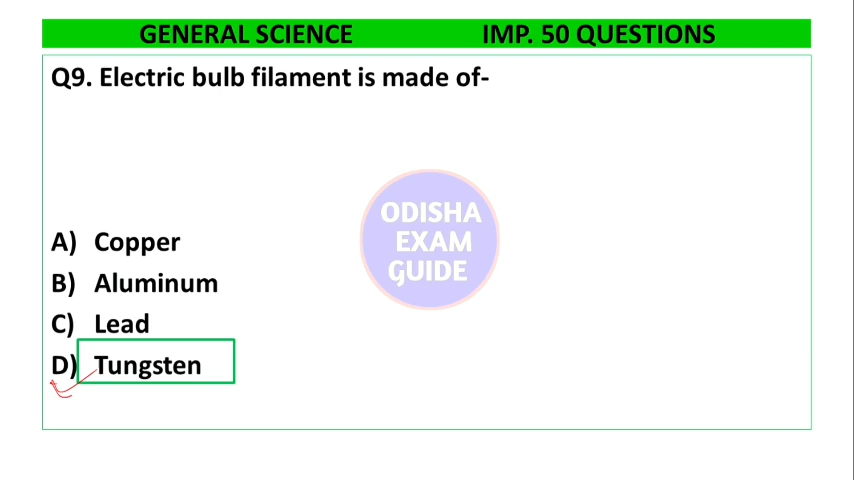 GENERAL SCIENCE IMP. 50 QUESTIONS
Q9. Electric bulb filament is made of-
ODISHA
EXAM
GUIDE
A) Copper
B) Aluminum
C) Lead
D) Tungsten